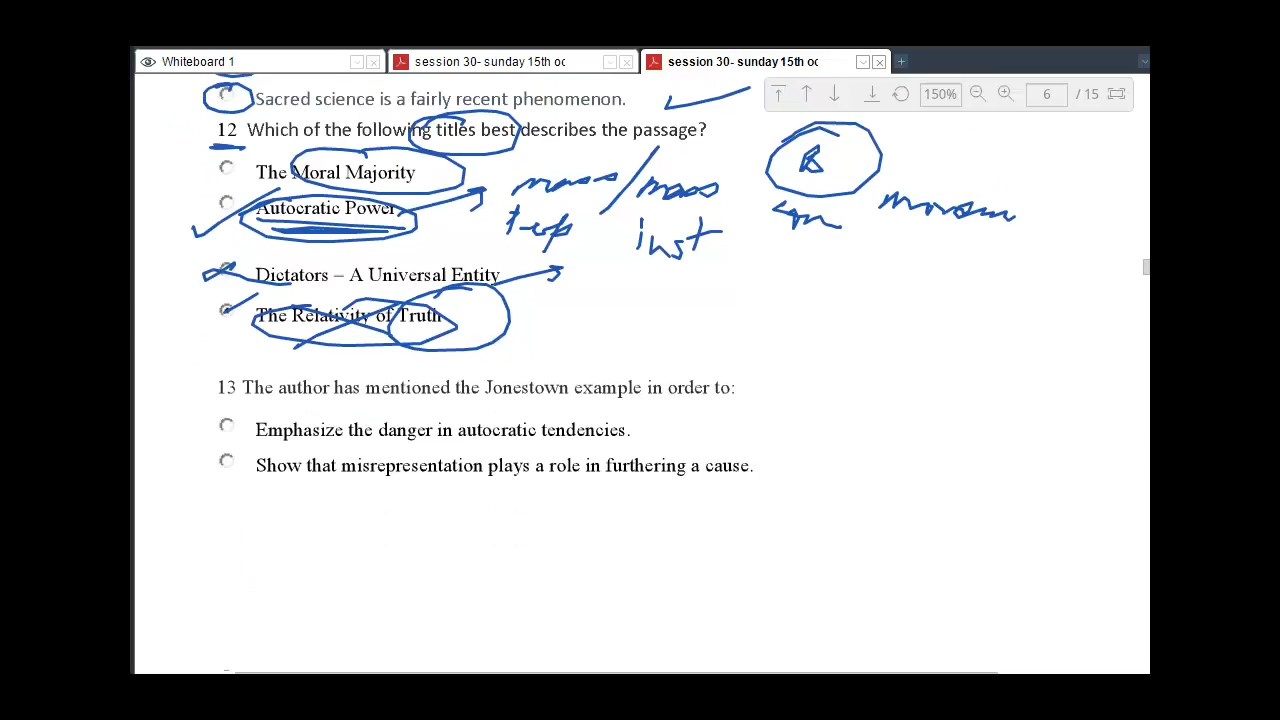 Whiteboard 1
session 30- sunday 15th oc
session 30- sunday 15th oc
150%
6
/ 15
Sacred science is a fairly recent phenomenon.
12 Which of the following titles best describes the passage?
The Moral Majority
Autocratic Power
mass / mass
inst
Dictators – A Universal Entity
The Relativity of Truth
13 The author has mentioned the Jonestown example in order to:
Emphasize the danger in autocratic tendencies.
Show that misrepresentation plays a role in furthering a cause.